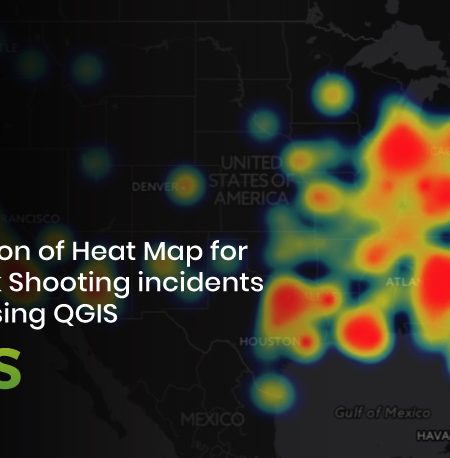 UNITED
STATES OF
AMERICA
DENVER
RANCISCO
on of Heat Map for
Shooting incidents
sing QGIS
ATLA
HOUSTON
S
MEXICO
Gulf of Mexico
HAVA